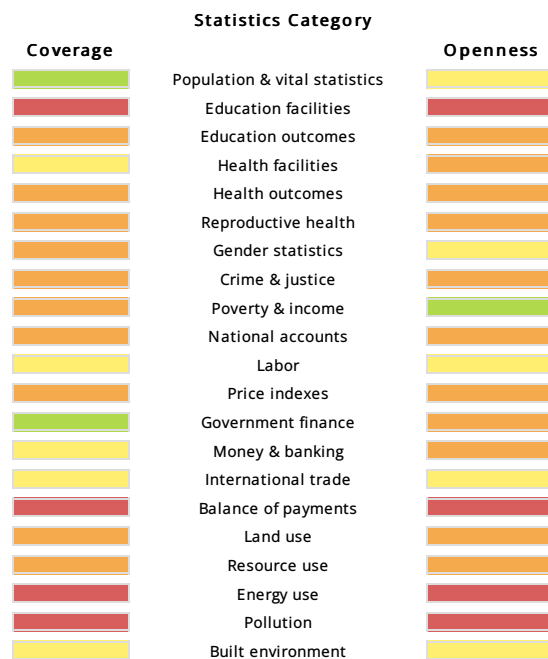 Statistics Category
Coverage Openness
Population & vital statistics
Education facilities
Education outcomes
Health facilities
Health outcomes
Reproductive health
Gender statistics
Crime & justice
Poverty & income
National accounts
Labor
Price indexes
Government finance
Money & banking
International trade
Balance of payments
Land use
Resource use
Energy use
Pollution
Built environment